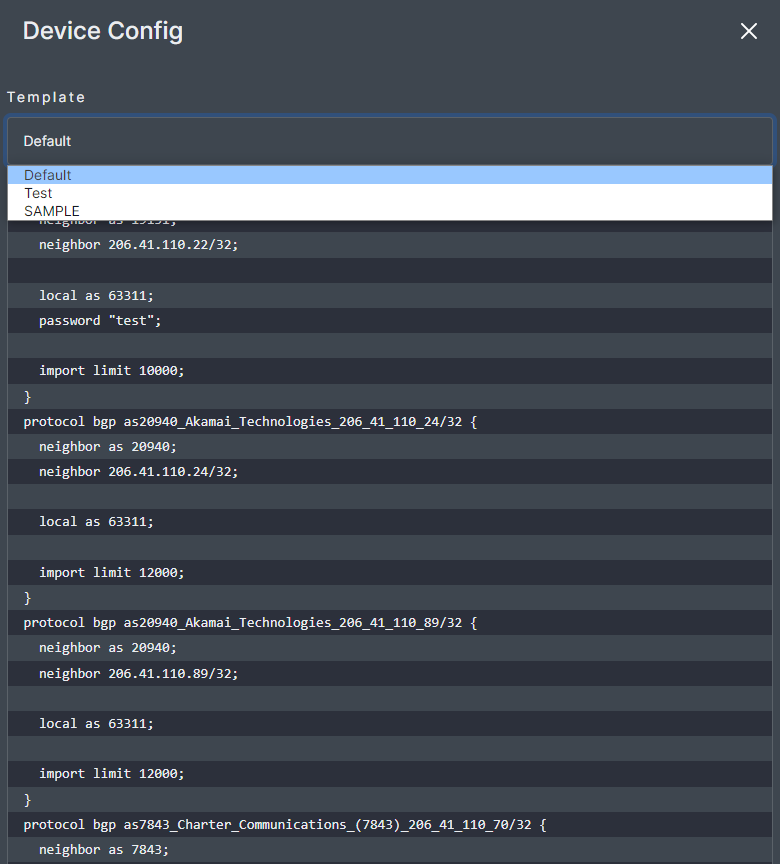 Device Config
Template
Default
Default
Test
SAMPLE
neighbor as 19151;
neighbor 206.41.110.22/32;
local as 63311;
password "test";
import limit 10000;
}
protocol bgp as20940_Akamai_Technologies_206_41_110_24/32 {
neighbor as 20940;
neighbor 206.41.110.24/32;
local as 63311;
import limit 12000;
}
protocol bgp as20940_Akamai_Technologies_206_41_110_89/32 {
neighbor as 20940;
neighbor 206.41.110.89/32;
local as 63311;
import limit 12000;
}
protocol bgp as7843_Charter_Communications_(7843)_206_41_110_70/32 {
neighbor as 7843;